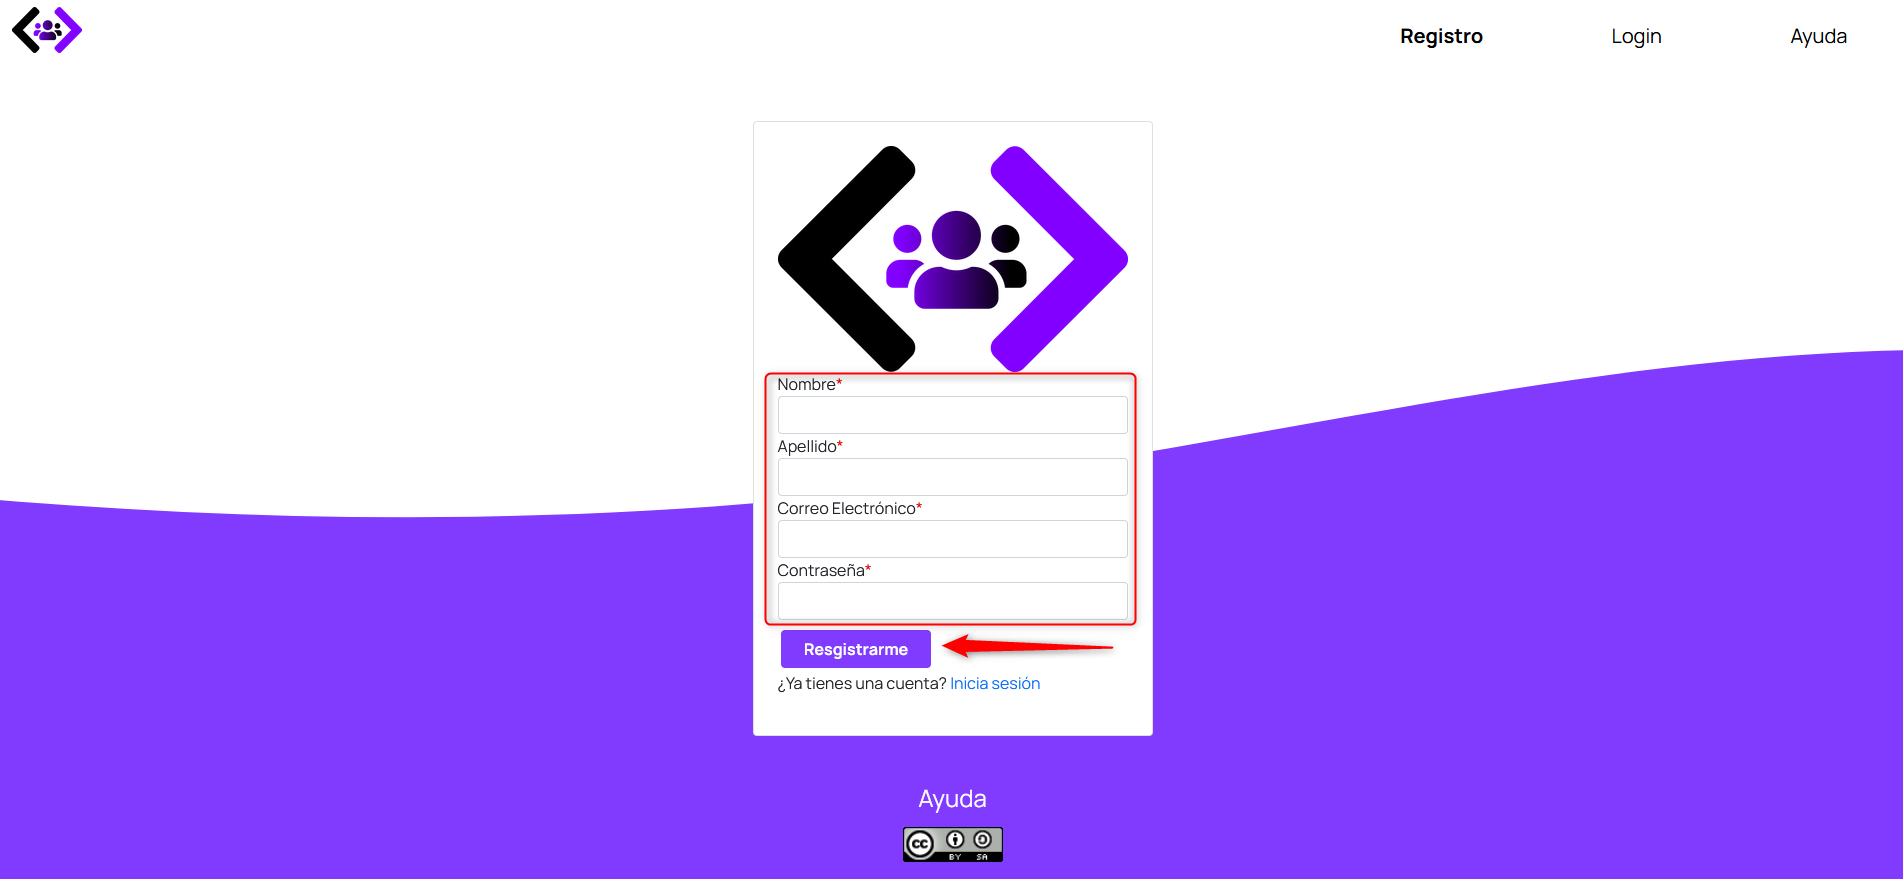 Registro
Login
Ayuda
Nombre*
Apellido*
Correo Electrónico*
Contraseña*
Resgistrarme
¿Ya tienes una cuenta? Inicia sesión
Ayuda
cc
BY SA